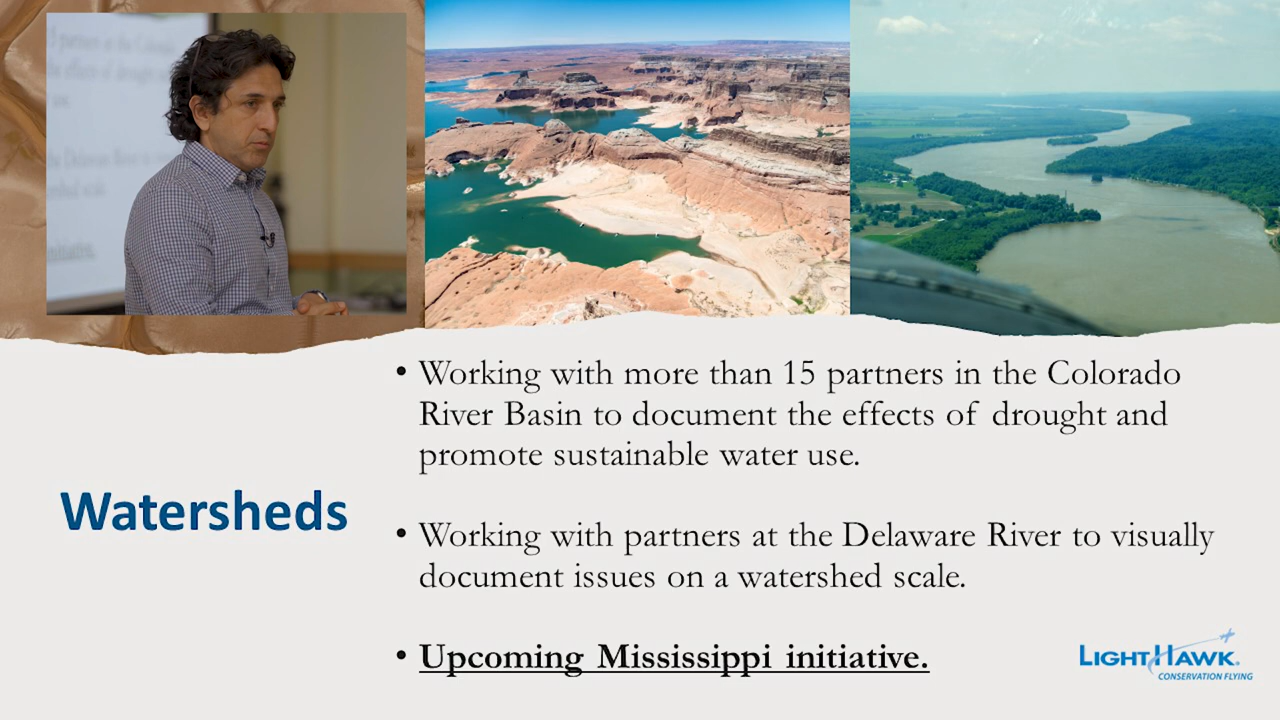 Watersheds
• Working with more than 15 partners in the Colorado
River Basin to document the effects of drought and
promote sustainable water use.
• Working with partners at the Delaware River to visually
document issues on a watershed scale.
• Upcoming Mississippi initiative.
LIGHTHAWK®
CONSERVATION FLYING